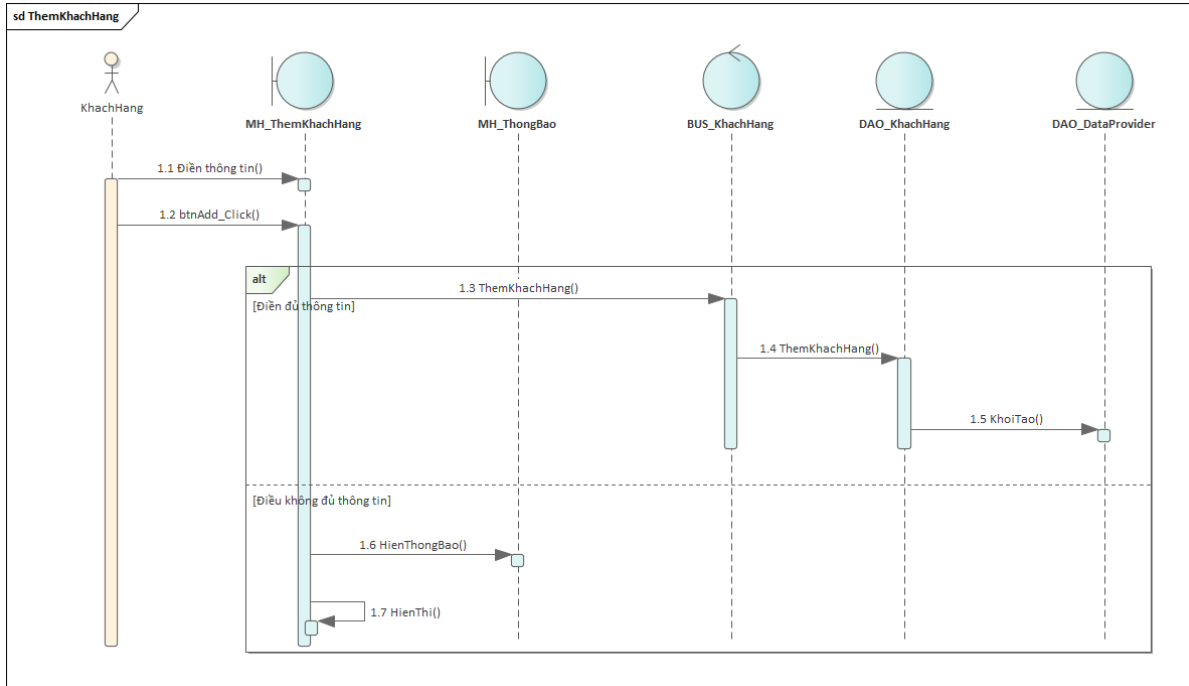 sd ThemKhachHang
KhachHang
MH_ThemKhachHang
MH_ThongBao
BUS_KhachHang
DAO_KhachHang
DAO_DataProvider
1.1 Điền thông tin()
1.2 btnAdd_Click()
alt
1.3 ThemKhachHang()
[Điền đủ thông tin]
1.4 ThemKhachHang()
1.5 KhoiTao()
[Điều không đủ thông tin]
1.6 HienThongBao()
1.7 HienThi()